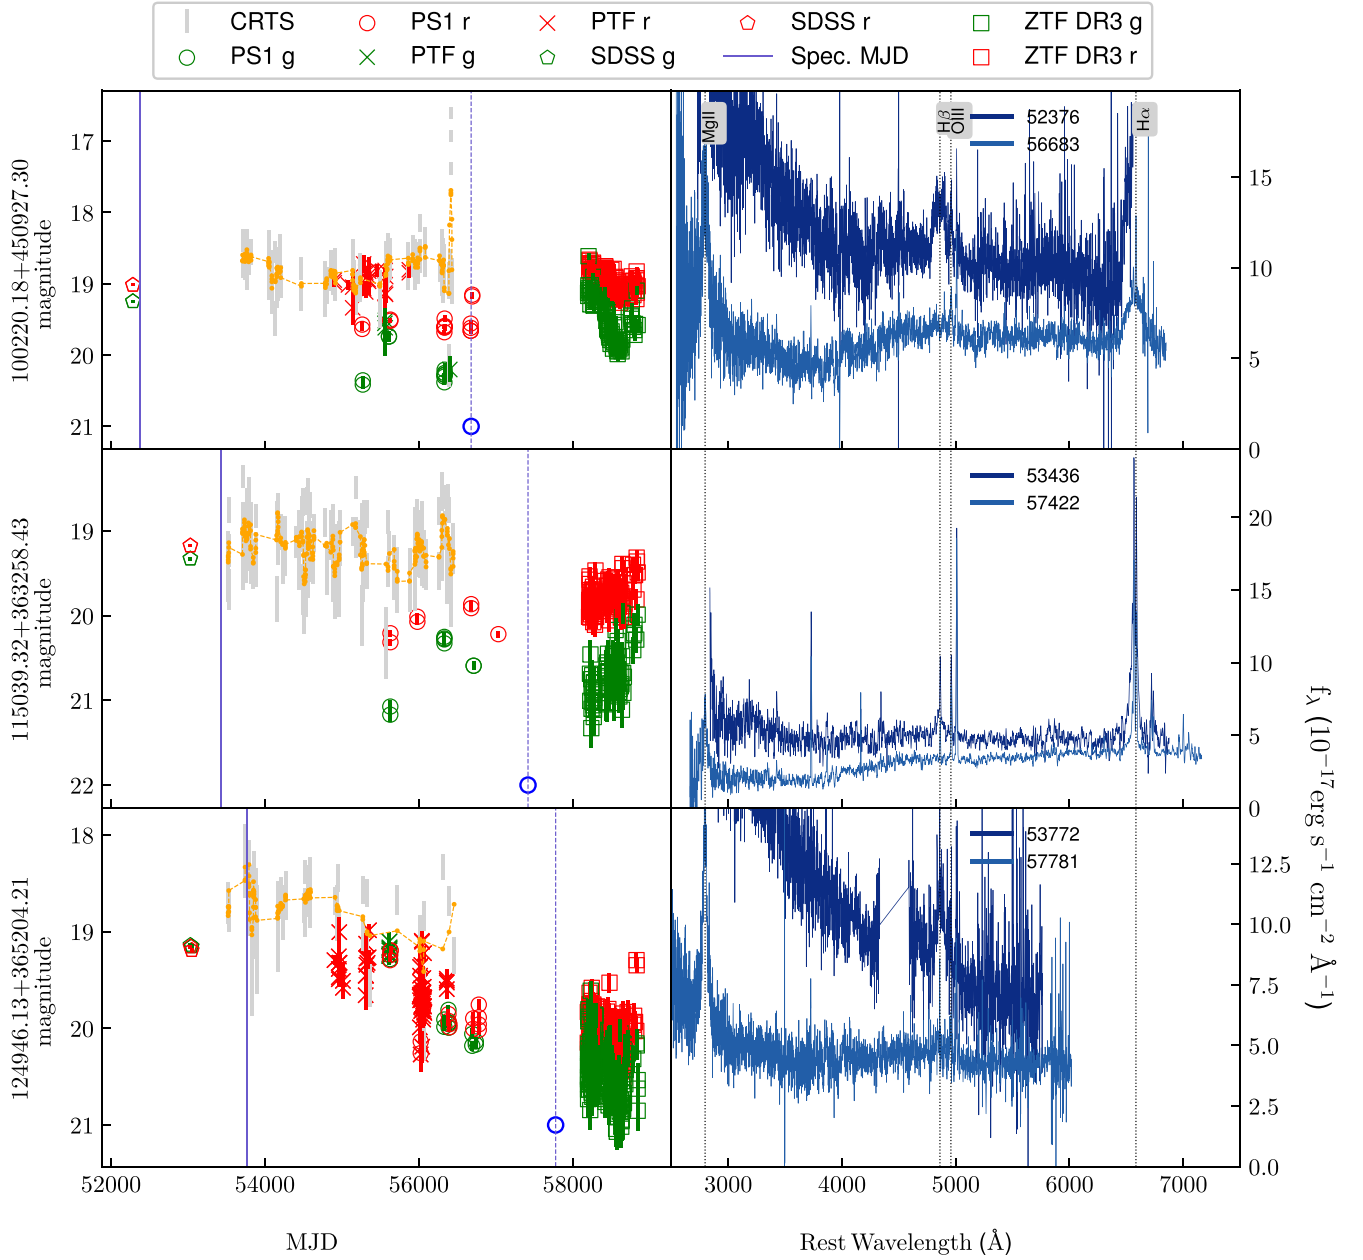 CRTS PS1 r PTF r SDSS r ZTF DR3 g
PS1 g PTF g SDSS g Spec. MJD ZTF DR3 r
100220.18+450927.30
magnitude
17
18
19
20
21
MgII
Hβ
OIII
Hα
52376
56683
15
10
5
0
115039.32+363258.43
magnitude
19
20
21
22
53436
57422
20
15
10
5
0
124946.13+365204.21
magnitude
18
19
20
21
53772
57781
12.5
10.0
7.5
5.0
2.5
0.0
fλ (10⁻¹⁷erg s⁻¹ cm⁻² Å⁻¹)
52000 54000 56000 58000
3000 4000 5000 6000 7000
MJD
Rest Wavelength (Å)